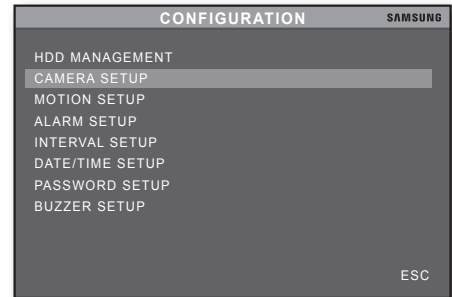 CONFIGURATION SAMSUNG
HDD MANAGEMENT
CAMERA SETUP
MOTION SETUP
ALARM SETUP
INTERVAL SETUP
DATE/TIME SETUP
PASSWORD SETUP
BUZZER SETUP
ESC